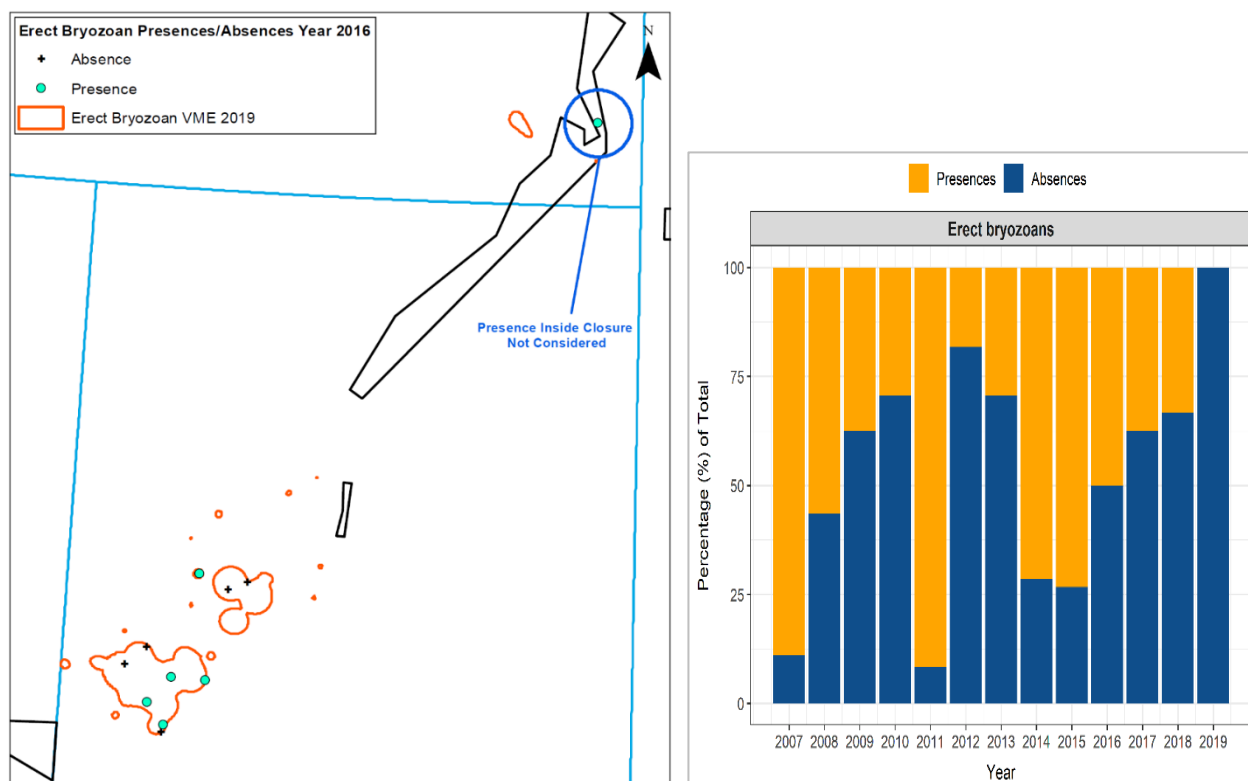 Erect Bryozoan Presences/Absences Year 2016
Absence
Presence
Erect Bryozoan VME 2019
N
Presence Inside Closure
Not Considered
Presences Absences
Erect bryozoans
100
75
50
25
0
Percentage (%) of Total
2007 2008 2009 2010 2011 2012 2013 2014 2015 2016 2017 2018 2019
Year